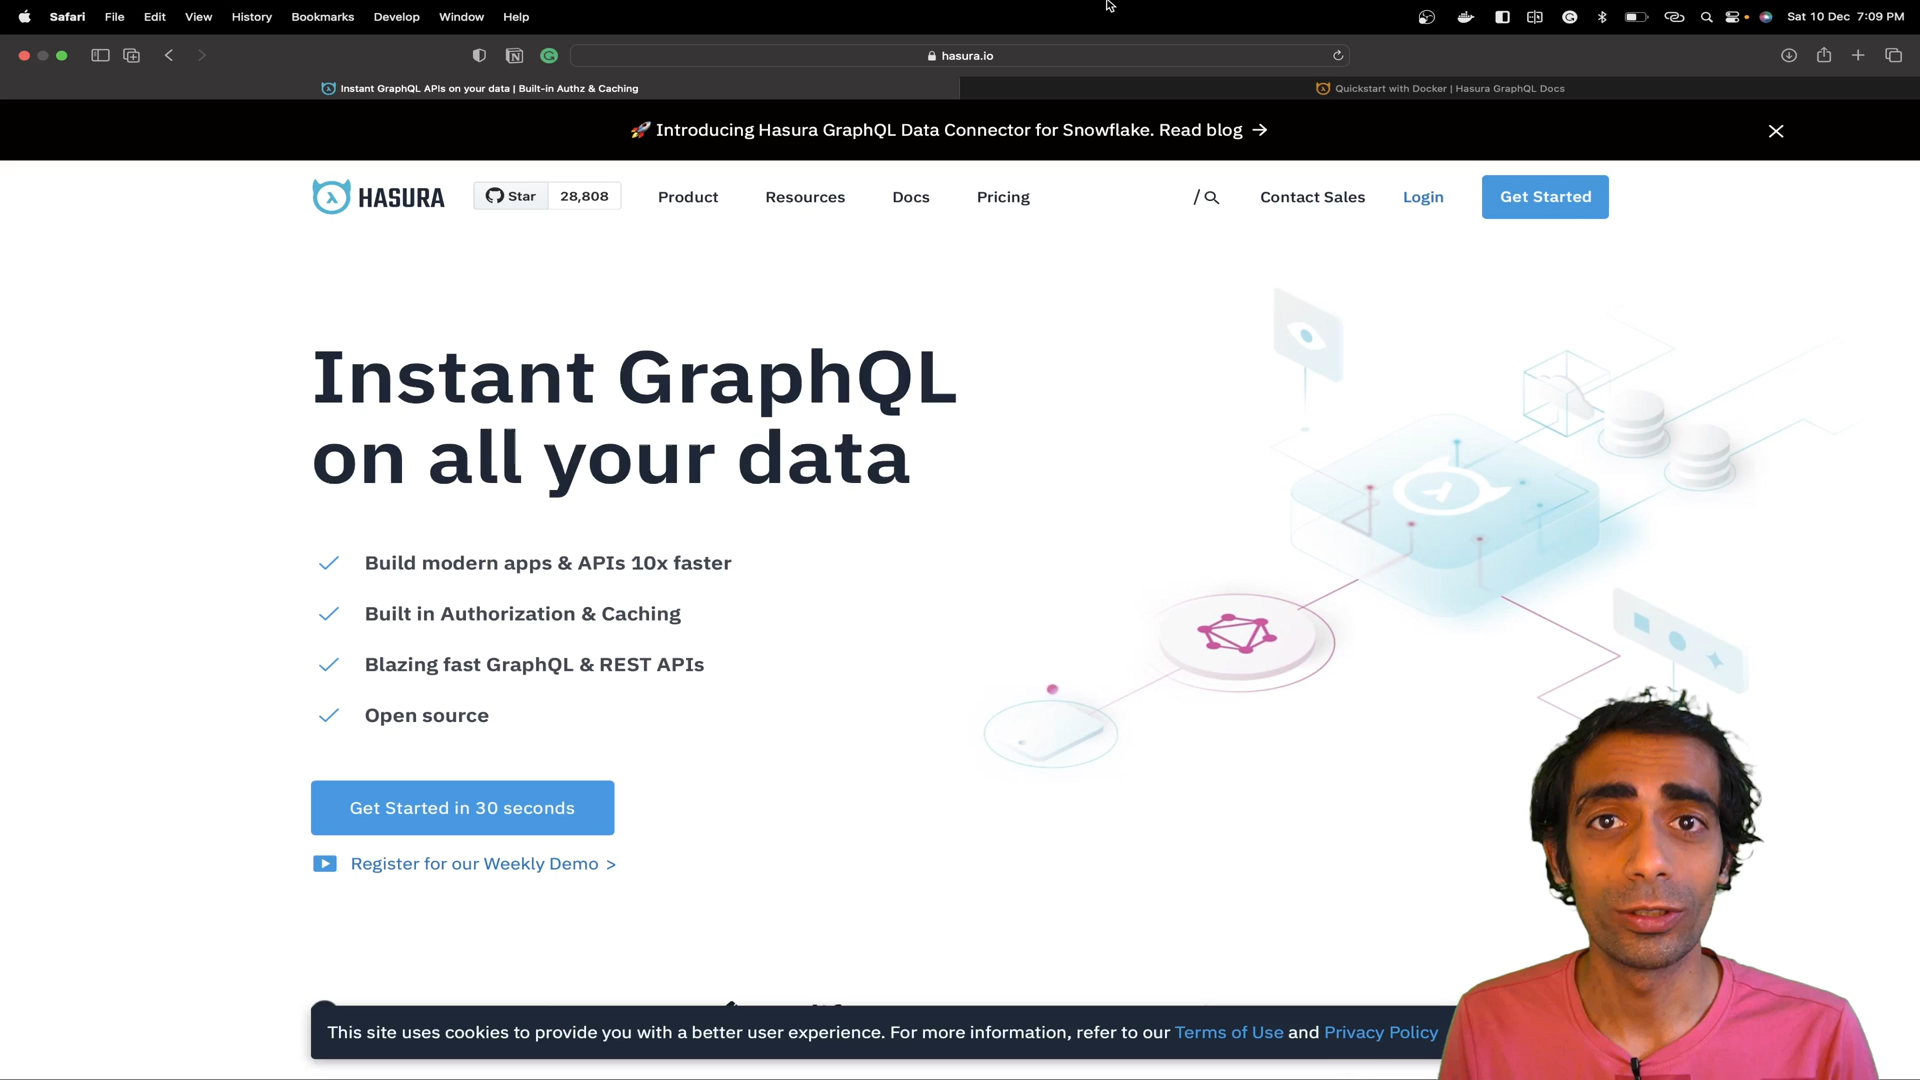 Safari File Edit View History Bookmarks Develop Window Help Sat 10 Dec 7:09 PM
hasura.io
Instant GraphQL APIs on your data | Built-in Authz & Caching
Quickstart with Docker | Hasura GraphQL Docs
🚀 Introducing Hasura GraphQL Data Connector for Snowflake. Read blog →
HASURA Star 28,808 Product Resources Docs Pricing / Contact Sales Login Get Started
Instant GraphQL
on all your data
Build modern apps & APIs 10x faster
Built in Authorization & Caching
Blazing fast GraphQL & REST APIs
Open source
Get Started in 30 seconds
Register for our Weekly Demo >
This site uses cookies to provide you with a better user experience. For more information, refer to our Terms of Use and Privacy Policy